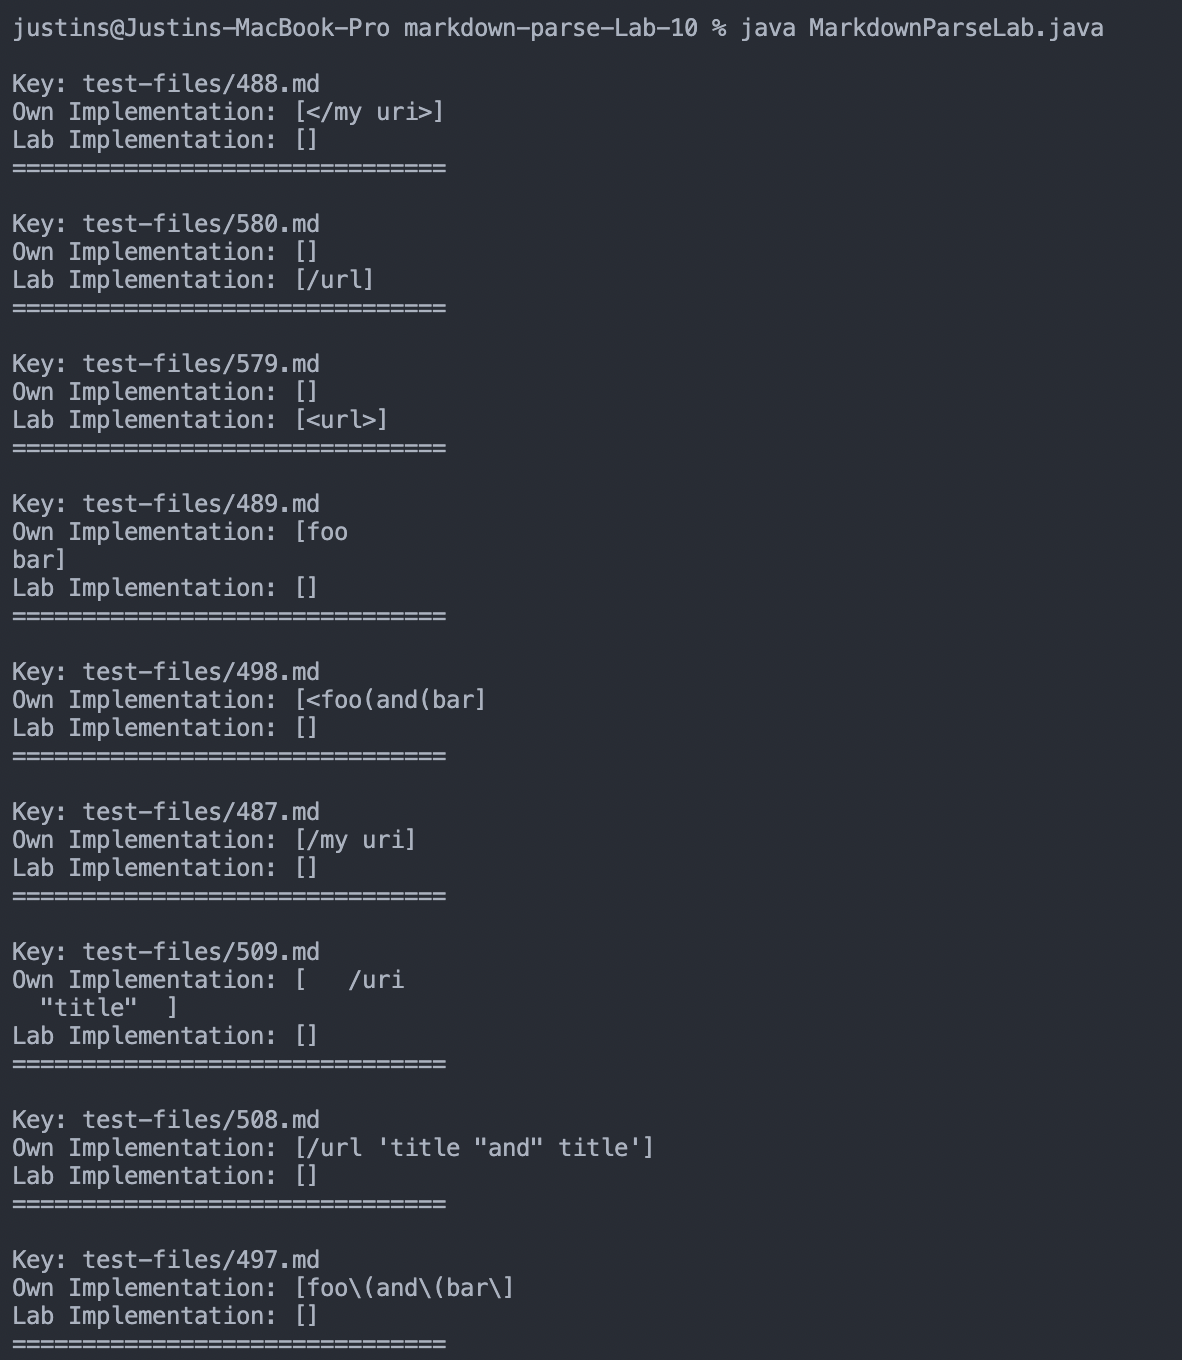 justins@Justins-MacBook-Pro markdown-parse-Lab-10 % java MarkdownParseLab.java
Key: test-files/488.md
Own Implementation: [</my uri>]
Lab Implementation: []
===============================
Key: test-files/580.md
Own Implementation: []
Lab Implementation: [/url]
===============================
Key: test-files/579.md
Own Implementation: []
Lab Implementation: [<url>]
===============================
Key: test-files/489.md
Own Implementation: [foo
bar]
Lab Implementation: []
===============================
Key: test-files/498.md
Own Implementation: [<foo(and(bar]
Lab Implementation: []
===============================
Key: test-files/487.md
Own Implementation: [/my uri]
Lab Implementation: []
===============================
Key: test-files/509.md
Own Implementation: [   /uri
  "title"  ]
Lab Implementation: []
===============================
Key: test-files/508.md
Own Implementation: [/url 'title "and" title']
Lab Implementation: []
===============================
Key: test-files/497.md
Own Implementation: [foo\(and\(bar\]
Lab Implementation: []
===============================